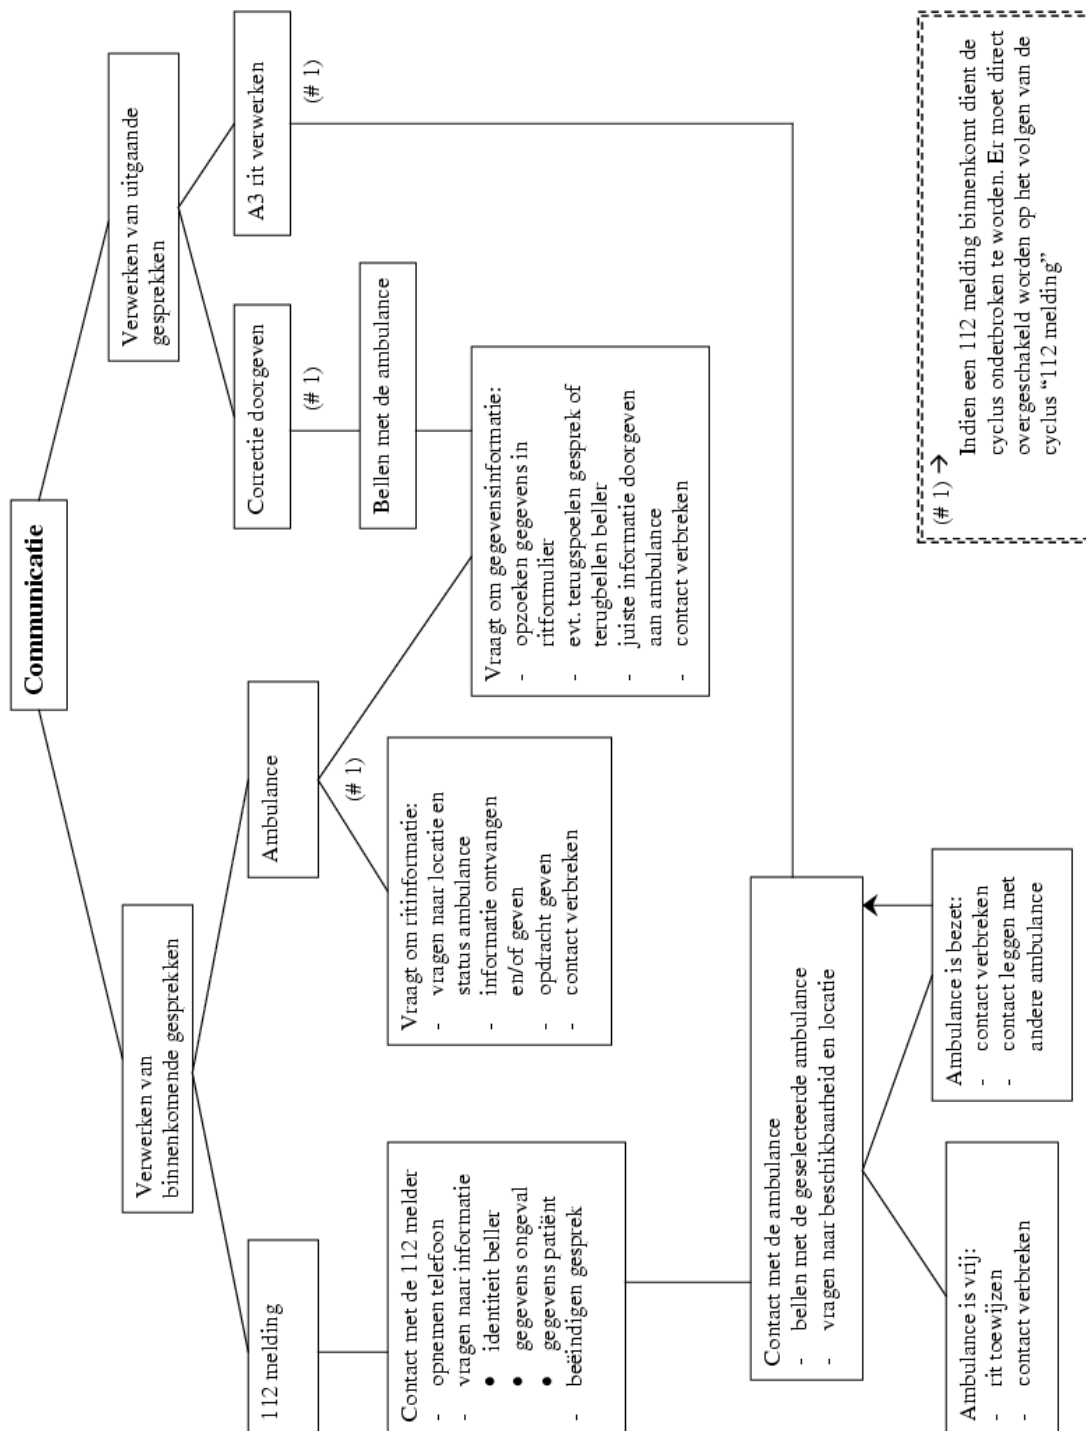 Communicatie
Verwerken van
binnenkomende gesprekken
Verwerken van uitgaande
gesprekken
112 melding
Ambulance
(# 1)
Correctie doorgeven
(# 1)
A3 rit verwerken
(# 1)
Bellen met de ambulance
Contact met de 112 melder
- opnemen telefoon
- vragen naar informatie
● identiteit beller
● gegevens ongeval
● gegevens patiënt
- beëindigen gesprek
Vraagt om ritinformatie:
- vragen naar locatie en
status ambulance
- informatie ontvangen
en/of geven
- opdracht geven
- contact verbreken
Vraagt om gegevensinformatie:
- opzoeken gegevens in
ritformulier
- evt. terugspoelen gesprek of
terugbellen beller
- juiste informatie doorgeven
aan ambulance
- contact verbreken
Contact met de ambulance
- bellen met de geselecteerde ambulance
- vragen naar beschikbaarheid en locatie
Ambulance is vrij:
- rit toewijzen
- contact verbreken
Ambulance is bezet:
- contact verbreken
- contact leggen met
andere ambulance
(# 1) →
Indien een 112 melding binnenkomt dient de
cyclus onderbroken te worden. Er moet direct
overgeschakeld worden op het volgen van de
cyclus “112 melding”